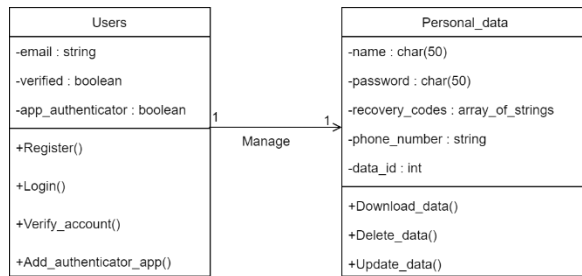 Users
-email : string
-verified : boolean
-app_authenticator : boolean
+Register()
+Login()
+Verify_account()
+Add_authenticator_app()
1
1
Manage
Personal_data
-name : char(50)
-password : char(50)
-recovery_codes : array_of_strings
-phone_number : string
-data_id : int
+Download_data()
+Delete_data()
+Update_data()